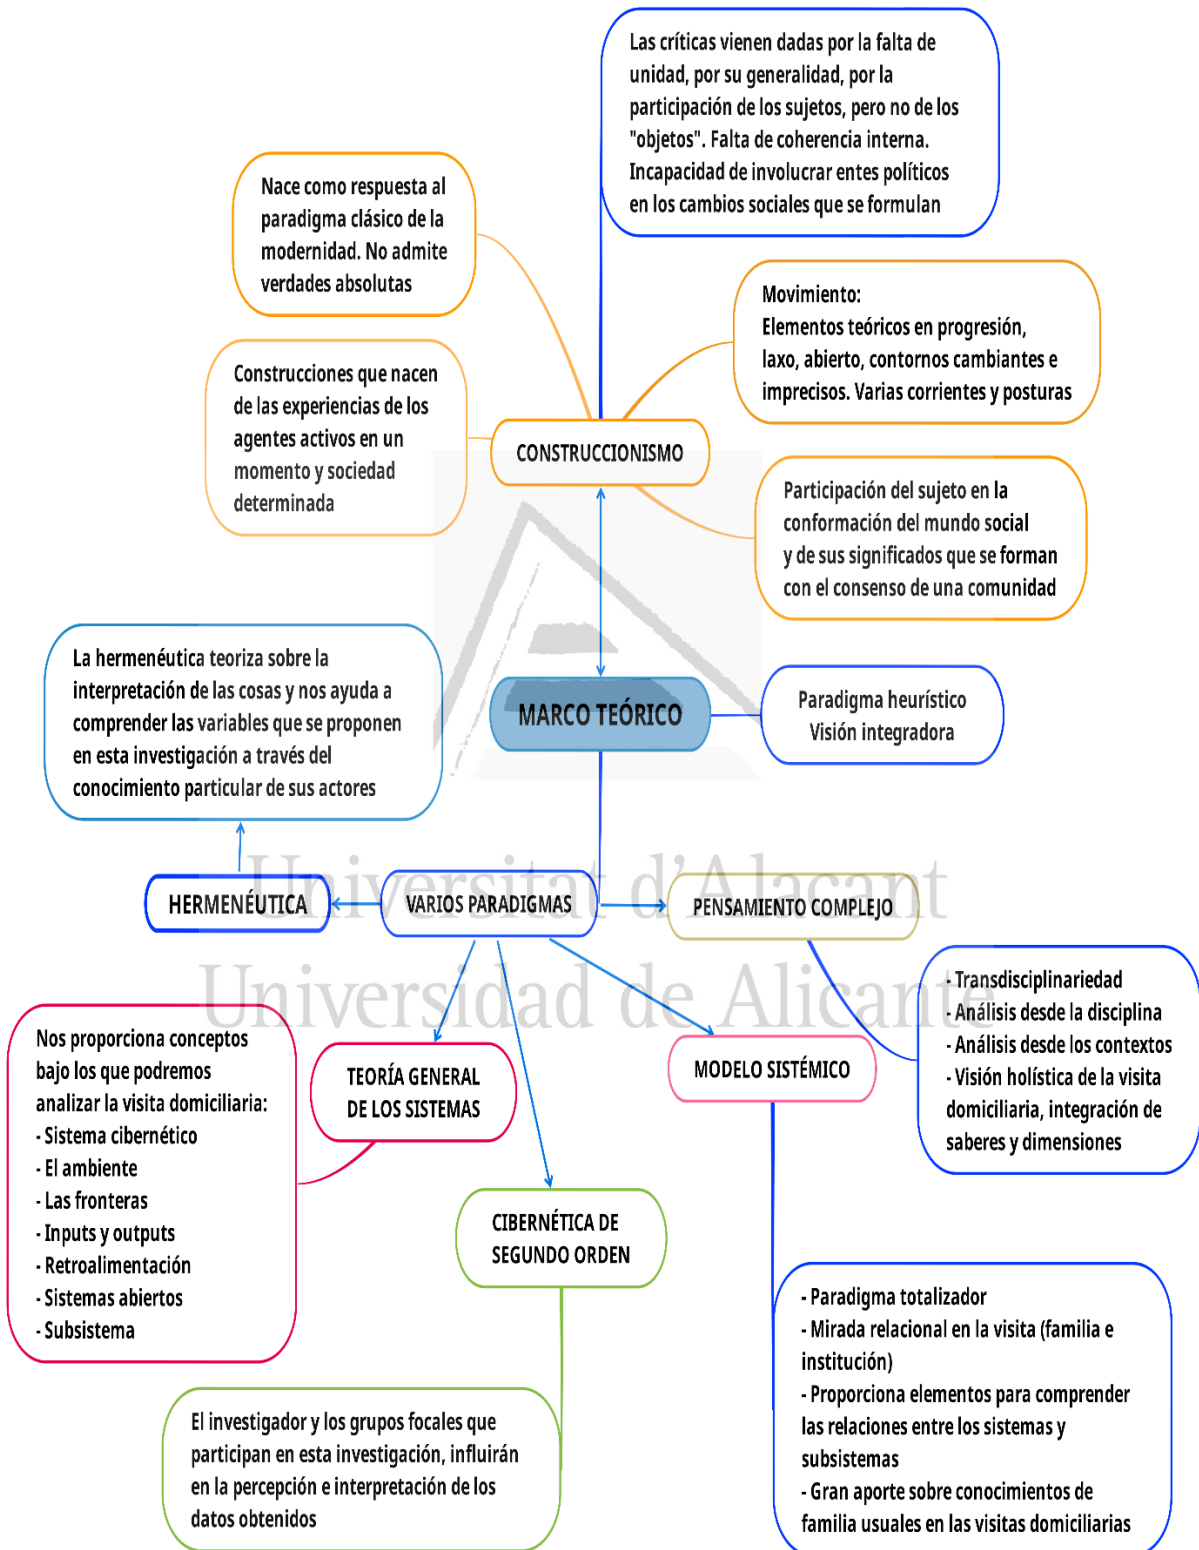 Las críticas vienen dadas por la falta de
unidad, por su generalidad, por la
participación de los sujetos, pero no de los
"objetos". Falta de coherencia interna.
Incapacidad de involucrar entes políticos
en los cambios sociales que se formulan
Nace como respuesta al
paradigma clásico de la
modernidad. No admite
verdades absolutas
Movimiento:
Elementos teóricos en progresión,
laxo, abierto, contornos cambiantes e
imprecisos. Varias corrientes y posturas
Construcciones que nacen
de las experiencias de los
agentes activos en un
momento y sociedad
determinada
CONSTRUCCIONISMO
Participación del sujeto en la
conformación del mundo social
y de sus significados que se forman
con el consenso de una comunidad
La hermenéutica teoriza sobre la
interpretación de las cosas y nos ayuda a
comprender las variables que se proponen
en esta investigación a través del
conocimiento particular de sus actores
MARCO TEÓRICO
Paradigma heurístico
Visión integradora
HERMENÉUTICA
VARIOS PARADIGMAS
PENSAMIENTO COMPLEJO
Universitat d'Alacant
Universidad de Alicante
- Transdisciplinariedad
- Análisis desde la disciplina
- Análisis desde los contextos
- Visión holística de la visita
domiciliaria, integración de
saberes y dimensiones
Nos proporciona conceptos
bajo los que podremos
analizar la visita domiciliaria:
- Sistema cibernético
- El ambiente
- Las fronteras
- Inputs y outputs
- Retroalimentación
- Sistemas abiertos
- Subsistema
TEORÍA GENERAL
DE LOS SISTEMAS
MODELO SISTÉMICO
CIBERNÉTICA DE
SEGUNDO ORDEN
- Paradigma totalizador
- Mirada relacional en la visita (familia e
institución)
- Proporciona elementos para comprender
las relaciones entre los sistemas y
subsistemas
- Gran aporte sobre conocimientos de
familia usuales en las visitas domiciliarias
El investigador y los grupos focales que
participan en esta investigación, influirán
en la percepción e interpretación de los
datos obtenidos